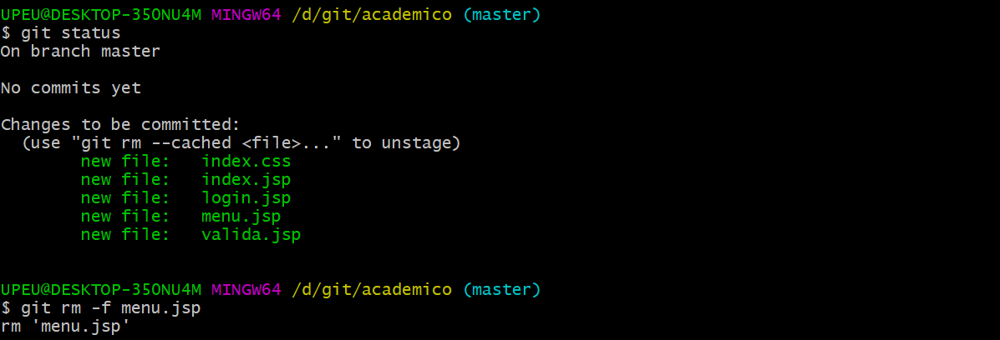 UPEU@DESKTOP-350NU4M MINGW64 /d/git/academico (master)
$ git status
On branch master
No commits yet
Changes to be committed:
  (use "git rm --cached <file>..." to unstage)
        new file:   index.css
        new file:   index.jsp
        new file:   login.jsp
        new file:   menu.jsp
        new file:   valida.jsp
UPEU@DESKTOP-350NU4M MINGW64 /d/git/academico (master)
$ git rm -f menu.jsp
rm 'menu.jsp'